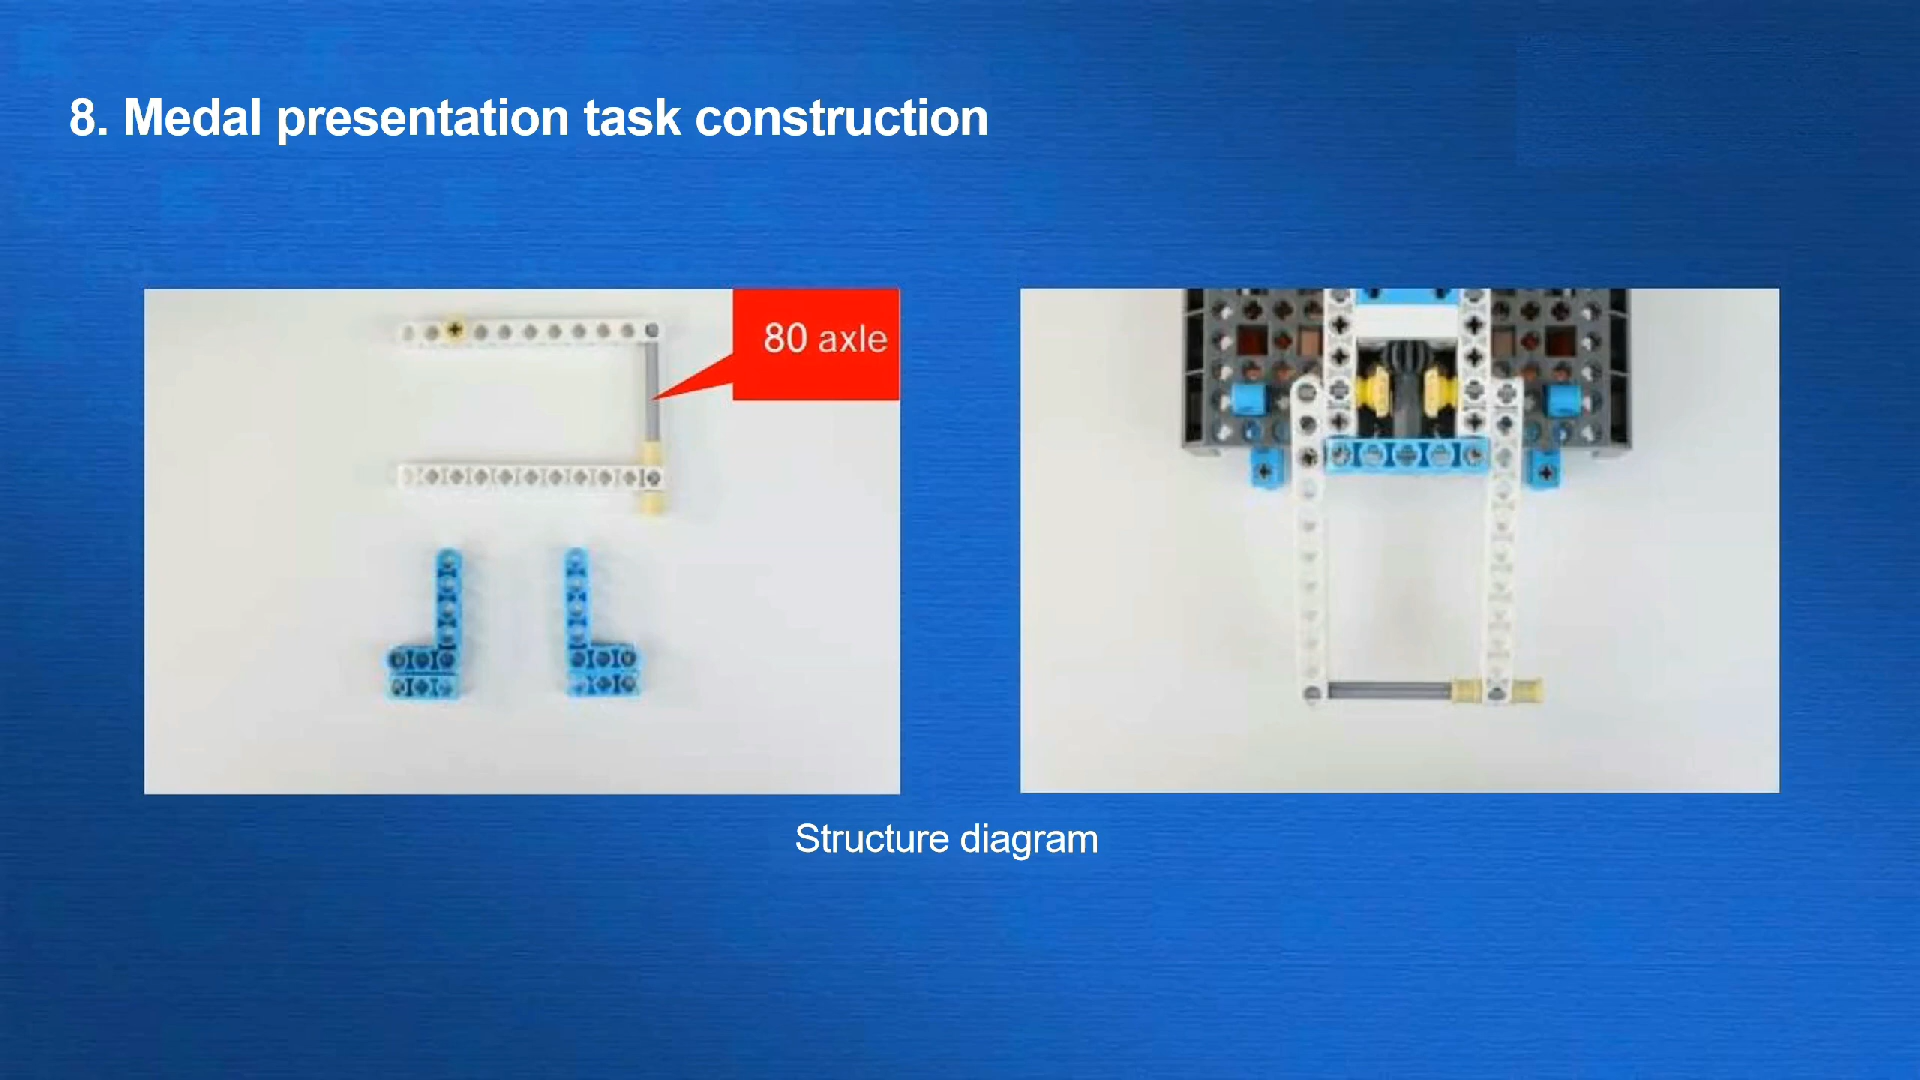 8. Medal presentation task construction
80 axle
Structure diagram